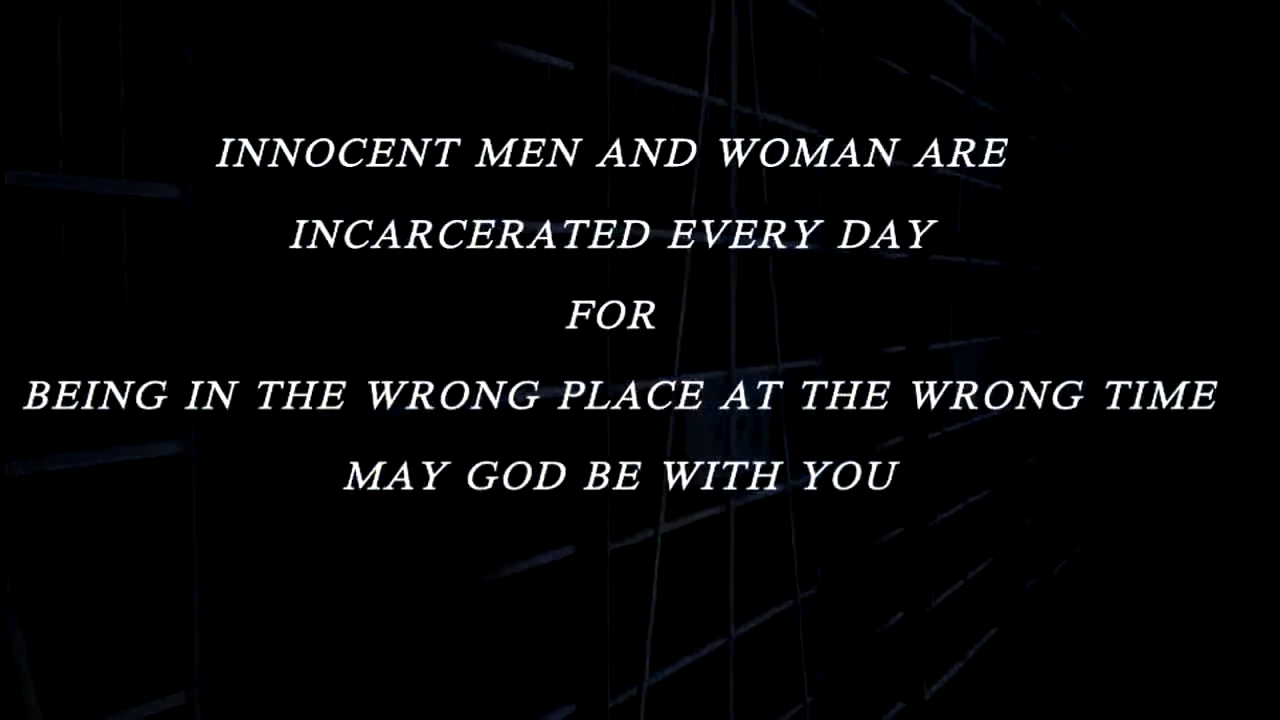 INNOCENT MEN AND WOMAN ARE
INCARCERATED EVERY DAY
FOR
BEING IN THE WRONG PLACE AT THE WRONG TIME
MAY GOD BE WITH YOU